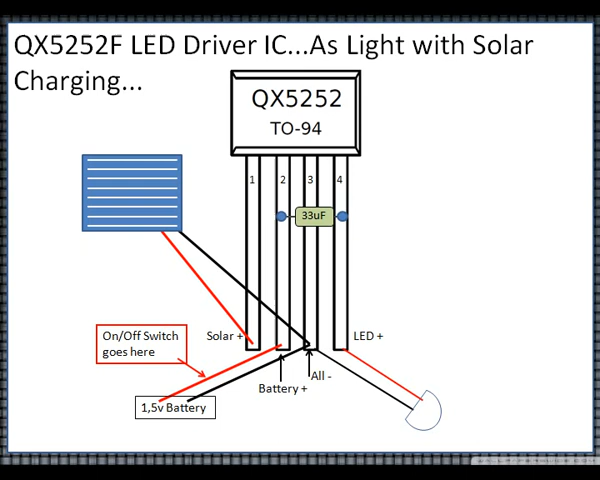 QX5252F LED Driver IC...As Light with Solar
Charging...
QX5252
TO-94
1
2
3
4
33uF
On/Off Switch
goes here
Solar +
LED +
All -
Battery +
1,5v Battery